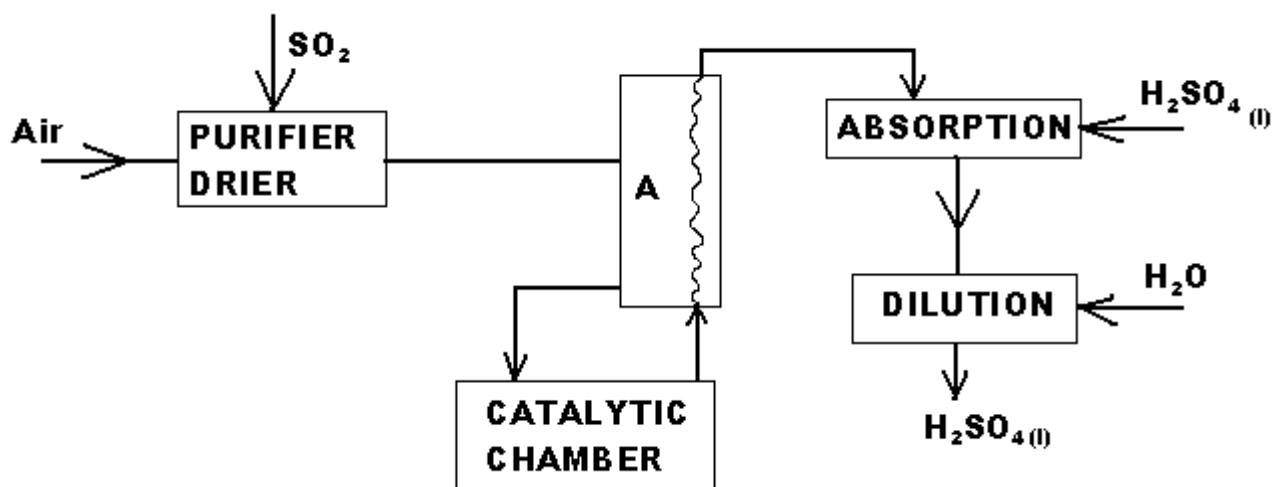 SO₂
Air
PURIFIER
DRIER
A
ABSORPTION
H₂SO₄ (l)
DILUTION
H₂O
CATALYTIC
CHAMBER
H₂SO₄ (l)